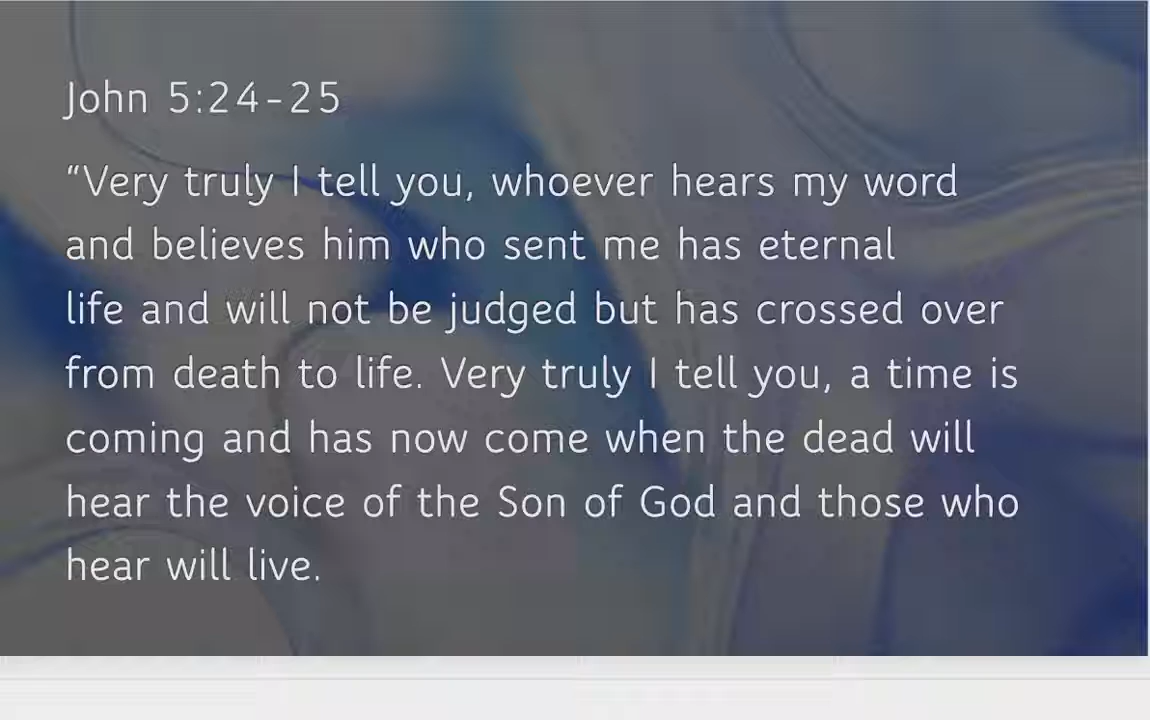 John 5:24-25
“Very truly I tell you, whoever hears my word
and believes him who sent me has eternal
life and will not be judged but has crossed over
from death to life. Very truly I tell you, a time is
coming and has now come when the dead will
hear the voice of the Son of God and those who
hear will live.